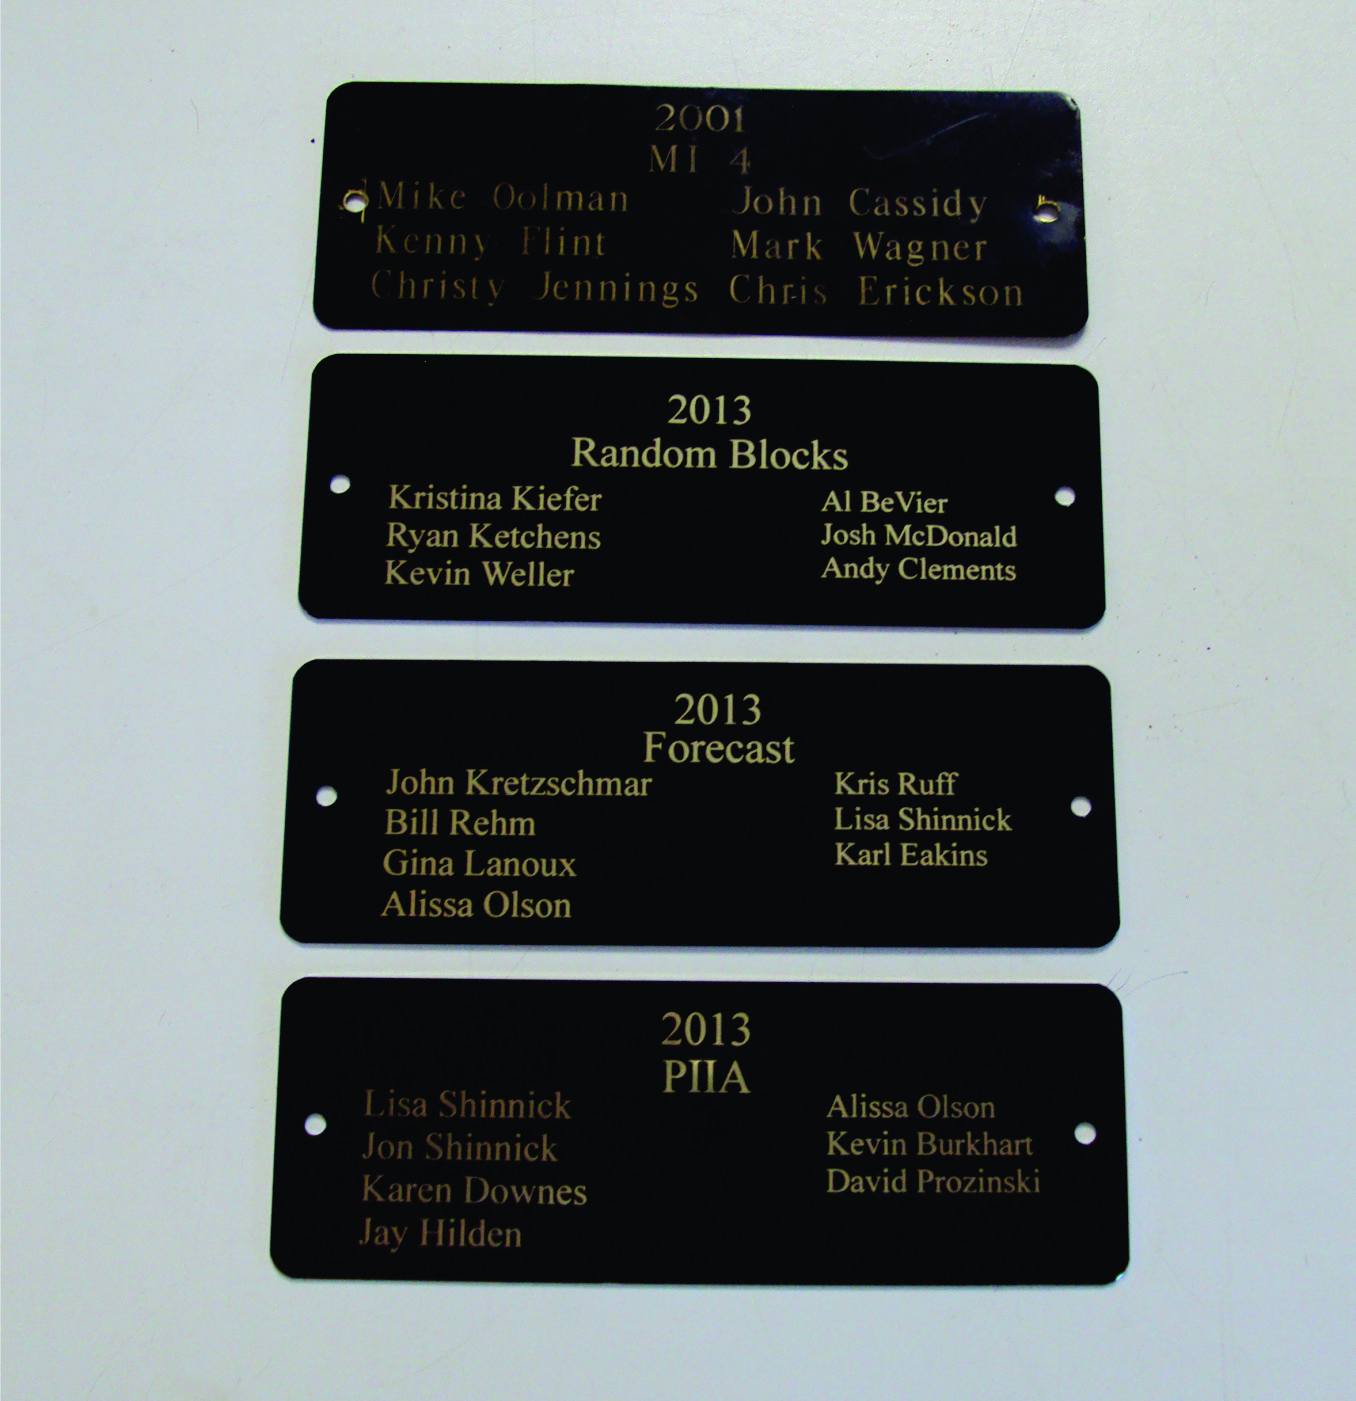 2001
MI 4
Mike Oolman John Cassidy
Kenny Flint Mark Wagner
Christy Jennings Chris Erickson
2013
Random Blocks
Kristina Kiefer Al BeVier
Ryan Ketchens Josh McDonald
Kevin Weller Andy Clements
2013
Forecast
John Kretzschmar Kris Ruff
Bill Rehm Lisa Shinnick
Gina Lanoux Karl Eakins
Alissa Olson
2013
PIIA
Lisa Shinnick Alissa Olson
Jon Shinnick Kevin Burkhart
Karen Downes David Prozinski
Jay Hilden